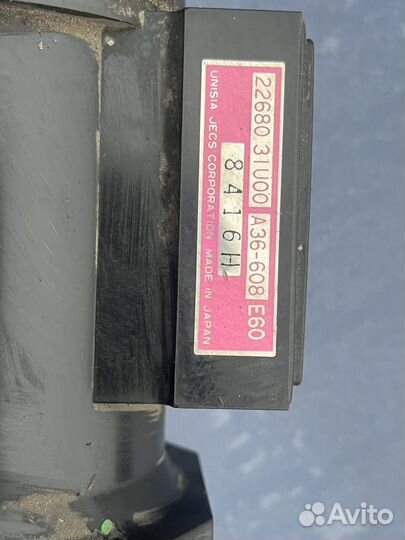 22680 31U00 A36-608 E60
8416H
UNISIA JECS CORPORATION MADE IN JAPAN
Avito